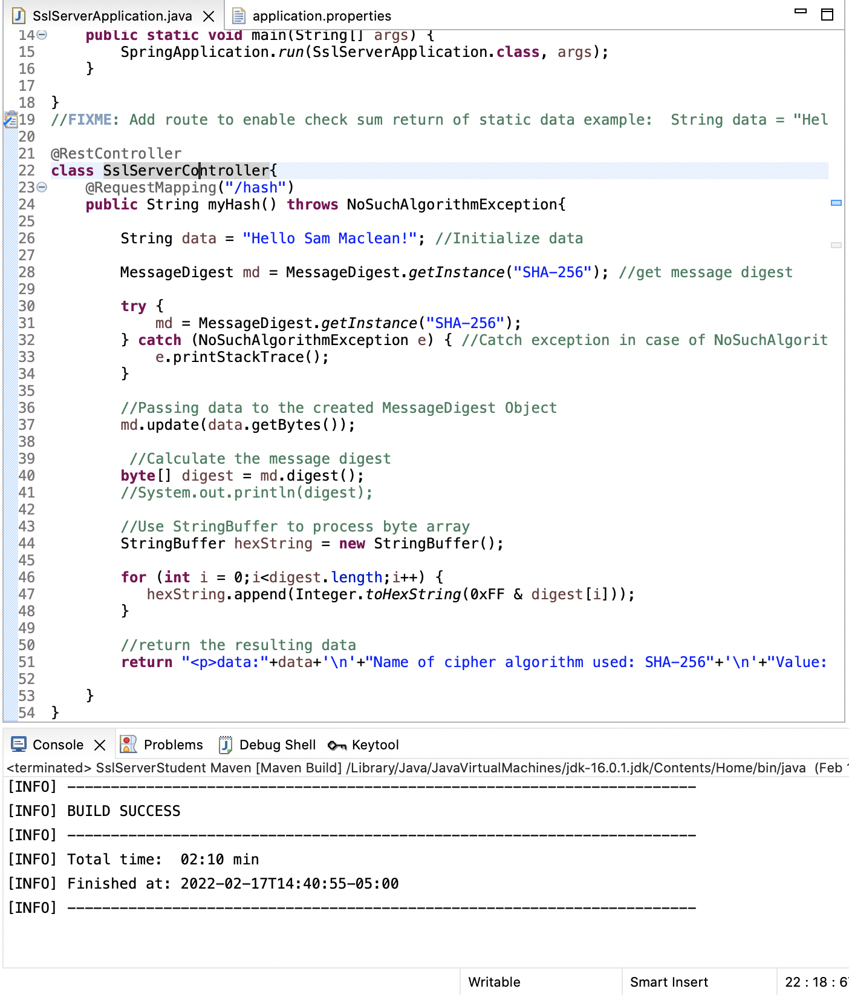 SslServerApplication.java
application.properties
14 public static void main(String[] args) {
15 SpringApplication.run(SslServerApplication.class, args);
16 }
17
18 }
19 //FIXME: Add route to enable check sum return of static data example:  String data = "Hel
20
21 @RestController
22 class SslServerController{
23 @RequestMapping("/hash")
24 public String myHash() throws NoSuchAlgorithmException{
25
26 String data = "Hello Sam Maclean!"; //Initialize data
27
28 MessageDigest md = MessageDigest.getInstance("SHA-256"); //get message digest
29
30 try {
31 md = MessageDigest.getInstance("SHA-256");
32 } catch (NoSuchAlgorithmException e) { //Catch exception in case of NoSuchAlgorit
33 e.printStackTrace();
34 }
35
36 //Passing data to the created MessageDigest Object
37 md.update(data.getBytes());
38
39 //Calculate the message digest
40 byte[] digest = md.digest();
41 //System.out.println(digest);
42
43 //Use StringBuffer to process byte array
44 StringBuffer hexString = new StringBuffer();
45
46 for (int i = 0;i<digest.length;i++) {
47 hexString.append(Integer.toHexString(0xFF & digest[i]));
48 }
49
50 //return the resulting data
51 return "<p>data:"+data+'\n'+"Name of cipher algorithm used: SHA-256"+'\n'+"Value:
52
53 }
54 }
Console Problems Debug Shell Keytool
<terminated> SslServerStudent Maven [Maven Build] /Library/Java/JavaVirtualMachines/jdk-16.0.1.jdk/Contents/Home/bin/java (Feb
[INFO] ------------------------------------------------------------------------
[INFO] BUILD SUCCESS
[INFO] ------------------------------------------------------------------------
[INFO] Total time:  02:10 min
[INFO] Finished at: 2022-02-17T14:40:55-05:00
[INFO] ------------------------------------------------------------------------
Writable Smart Insert 22 : 18 : 6